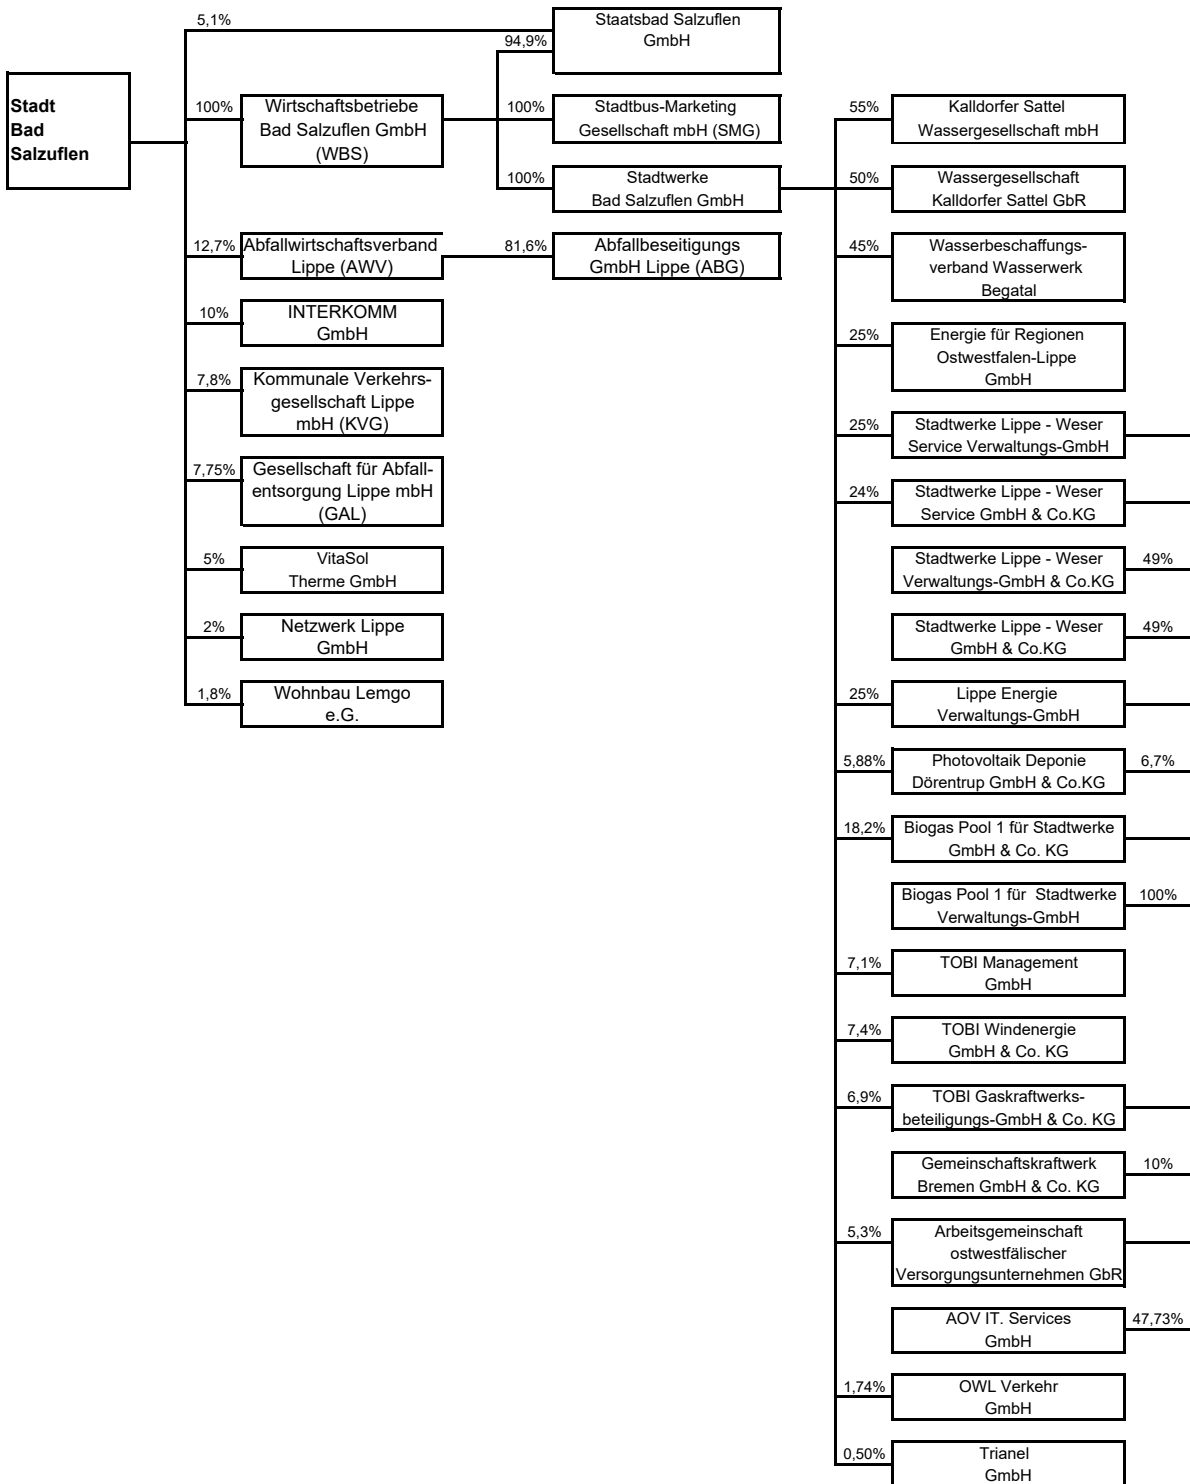 5,1%
Staatsbad Salzuflen
GmbH
94,9%
Stadt
Bad
Salzuflen
100%
Wirtschaftsbetriebe
Bad Salzuflen GmbH
(WBS)
100%
Stadtbus-Marketing
Gesellschaft mbH (SMG)
100%
Stadtwerke
Bad Salzuflen GmbH
12,7%
Abfallwirtschaftsverband
Lippe (AWV)
81,6%
Abfallbeseitigungs
GmbH Lippe (ABG)
10%
INTERKOMM
GmbH
7,8%
Kommunale Verkehrs-
gesellschaft Lippe
mbH (KVG)
7,75%
Gesellschaft für Abfall-
entsorgung Lippe mbH
(GAL)
5%
VitaSol
Therme GmbH
2%
Netzwerk Lippe
GmbH
1,8%
Wohnbau Lemgo
e.G.
55%
Kalldorfer Sattel
Wassergesellschaft mbH
50%
Wassergesellschaft
Kalldorfer Sattel GbR
45%
Wasserbeschaffungs-
verband Wasserwerk
Begatal
25%
Energie für Regionen
Ostwestfalen-Lippe
GmbH
25%
Stadtwerke Lippe - Weser
Service Verwaltungs-GmbH
24%
Stadtwerke Lippe - Weser
Service GmbH & Co.KG
Stadtwerke Lippe - Weser
Verwaltungs-GmbH & Co.KG
49%
Stadtwerke Lippe - Weser
GmbH & Co.KG
49%
25%
Lippe Energie
Verwaltungs-GmbH
5,88%
Photovoltaik Deponie
Dörentrup GmbH & Co.KG
6,7%
18,2%
Biogas Pool 1 für Stadtwerke
GmbH & Co. KG
Biogas Pool 1 für Stadtwerke
Verwaltungs-GmbH
100%
7,1%
TOBI Management
GmbH
7,4%
TOBI Windenergie
GmbH & Co. KG
6,9%
TOBI Gaskraftwerks-
beteiligungs-GmbH & Co. KG
Gemeinschaftskraftwerk
Bremen GmbH & Co. KG
10%
5,3%
Arbeitsgemeinschaft
ostwestfälischer
Versorgungsunternehmen GbR
AOV IT. Services
GmbH
47,73%
1,74%
OWL Verkehr
GmbH
0,50%
Trianel
GmbH